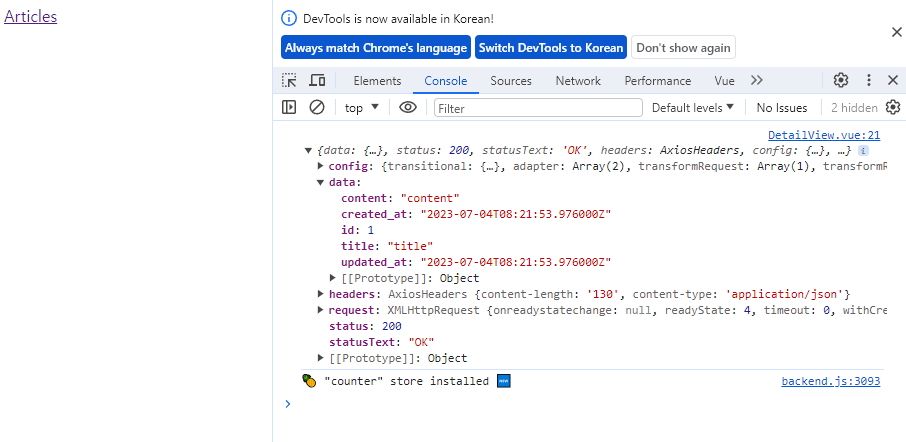 Articles
DevTools is now available in Korean!
Always match Chrome's language Switch DevTools to Korean Don't show again
Elements Console Sources Network Performance Vue
top Filter Default levels No Issues 2 hidden
DetailView.vue:21
{data: {…}, status: 200, statusText: 'OK', headers: AxiosHeaders, config: {…}, …}
config: {transitional: {…}, adapter: Array(2), transformRequest: Array(1), transformR
data:
content: "content"
created_at: "2023-07-04T08:21:53.976000Z"
id: 1
title: "title"
updated_at: "2023-07-04T08:21:53.976000Z"
[[Prototype]]: Object
headers: AxiosHeaders {content-length: '130', content-type: 'application/json'}
request: XMLHttpRequest {onreadystatechange: null, readyState: 4, timeout: 0, withCre
status: 200
statusText: "OK"
[[Prototype]]: Object
"counter" store installed 🆕 backend.js:3093